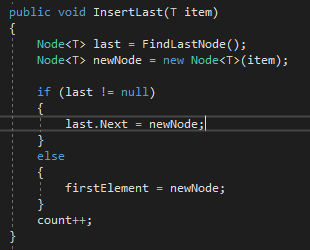 public void InsertLast(T item)
{
    Node<T> last = FindLastNode();
    Node<T> newNode = new Node<T>(item);

    if (last != null)
    {
        last.Next = newNode;
    }
    else
    {
        firstElement = newNode;
    }
    count++;
}